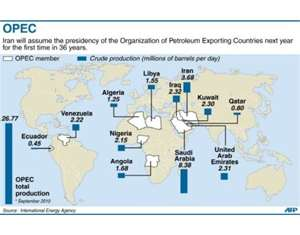 OPEC
Iran will assume the presidency of the Organization of Petroleum Exporting Countries next year
for the first time in 36 years.
OPEC member
Crude production (millions of barrels per day)
Iran
3.68
Libya
1.55
Iraq
2.32
Algeria
1.25
Kuwait
2.30
Qatar
0.80
26.77
Venezuela
2.22
Ecuador
0.45
Nigeria
2.15
Angola
1.68
Saudi
Arabia
8.38
United
Arab
Emirates
2.31
OPEC
total
production
* September 2010
Source : International Energy Agency
AFP